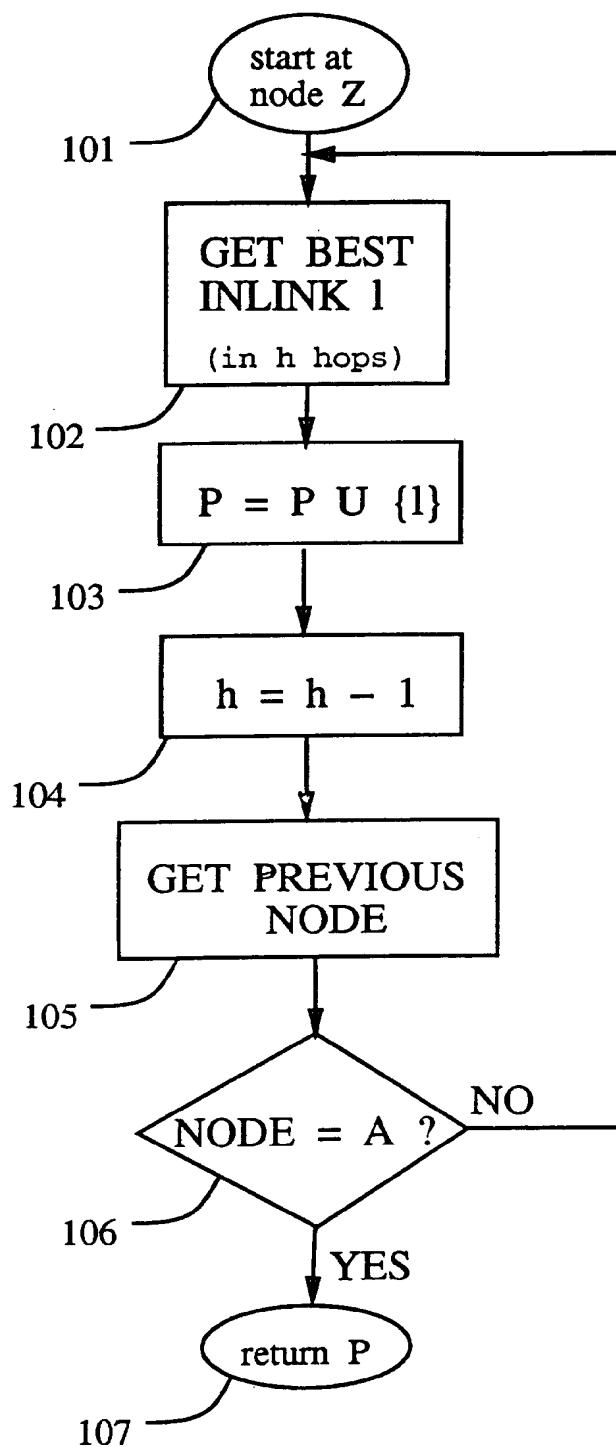 start at
node Z
101
GET BEST
INLINK l
(in h hops)
102
P = P U {l}
103
h = h - 1
104
GET PREVIOUS
NODE
105
NODE = A ?
NO
106
YES
return P
107